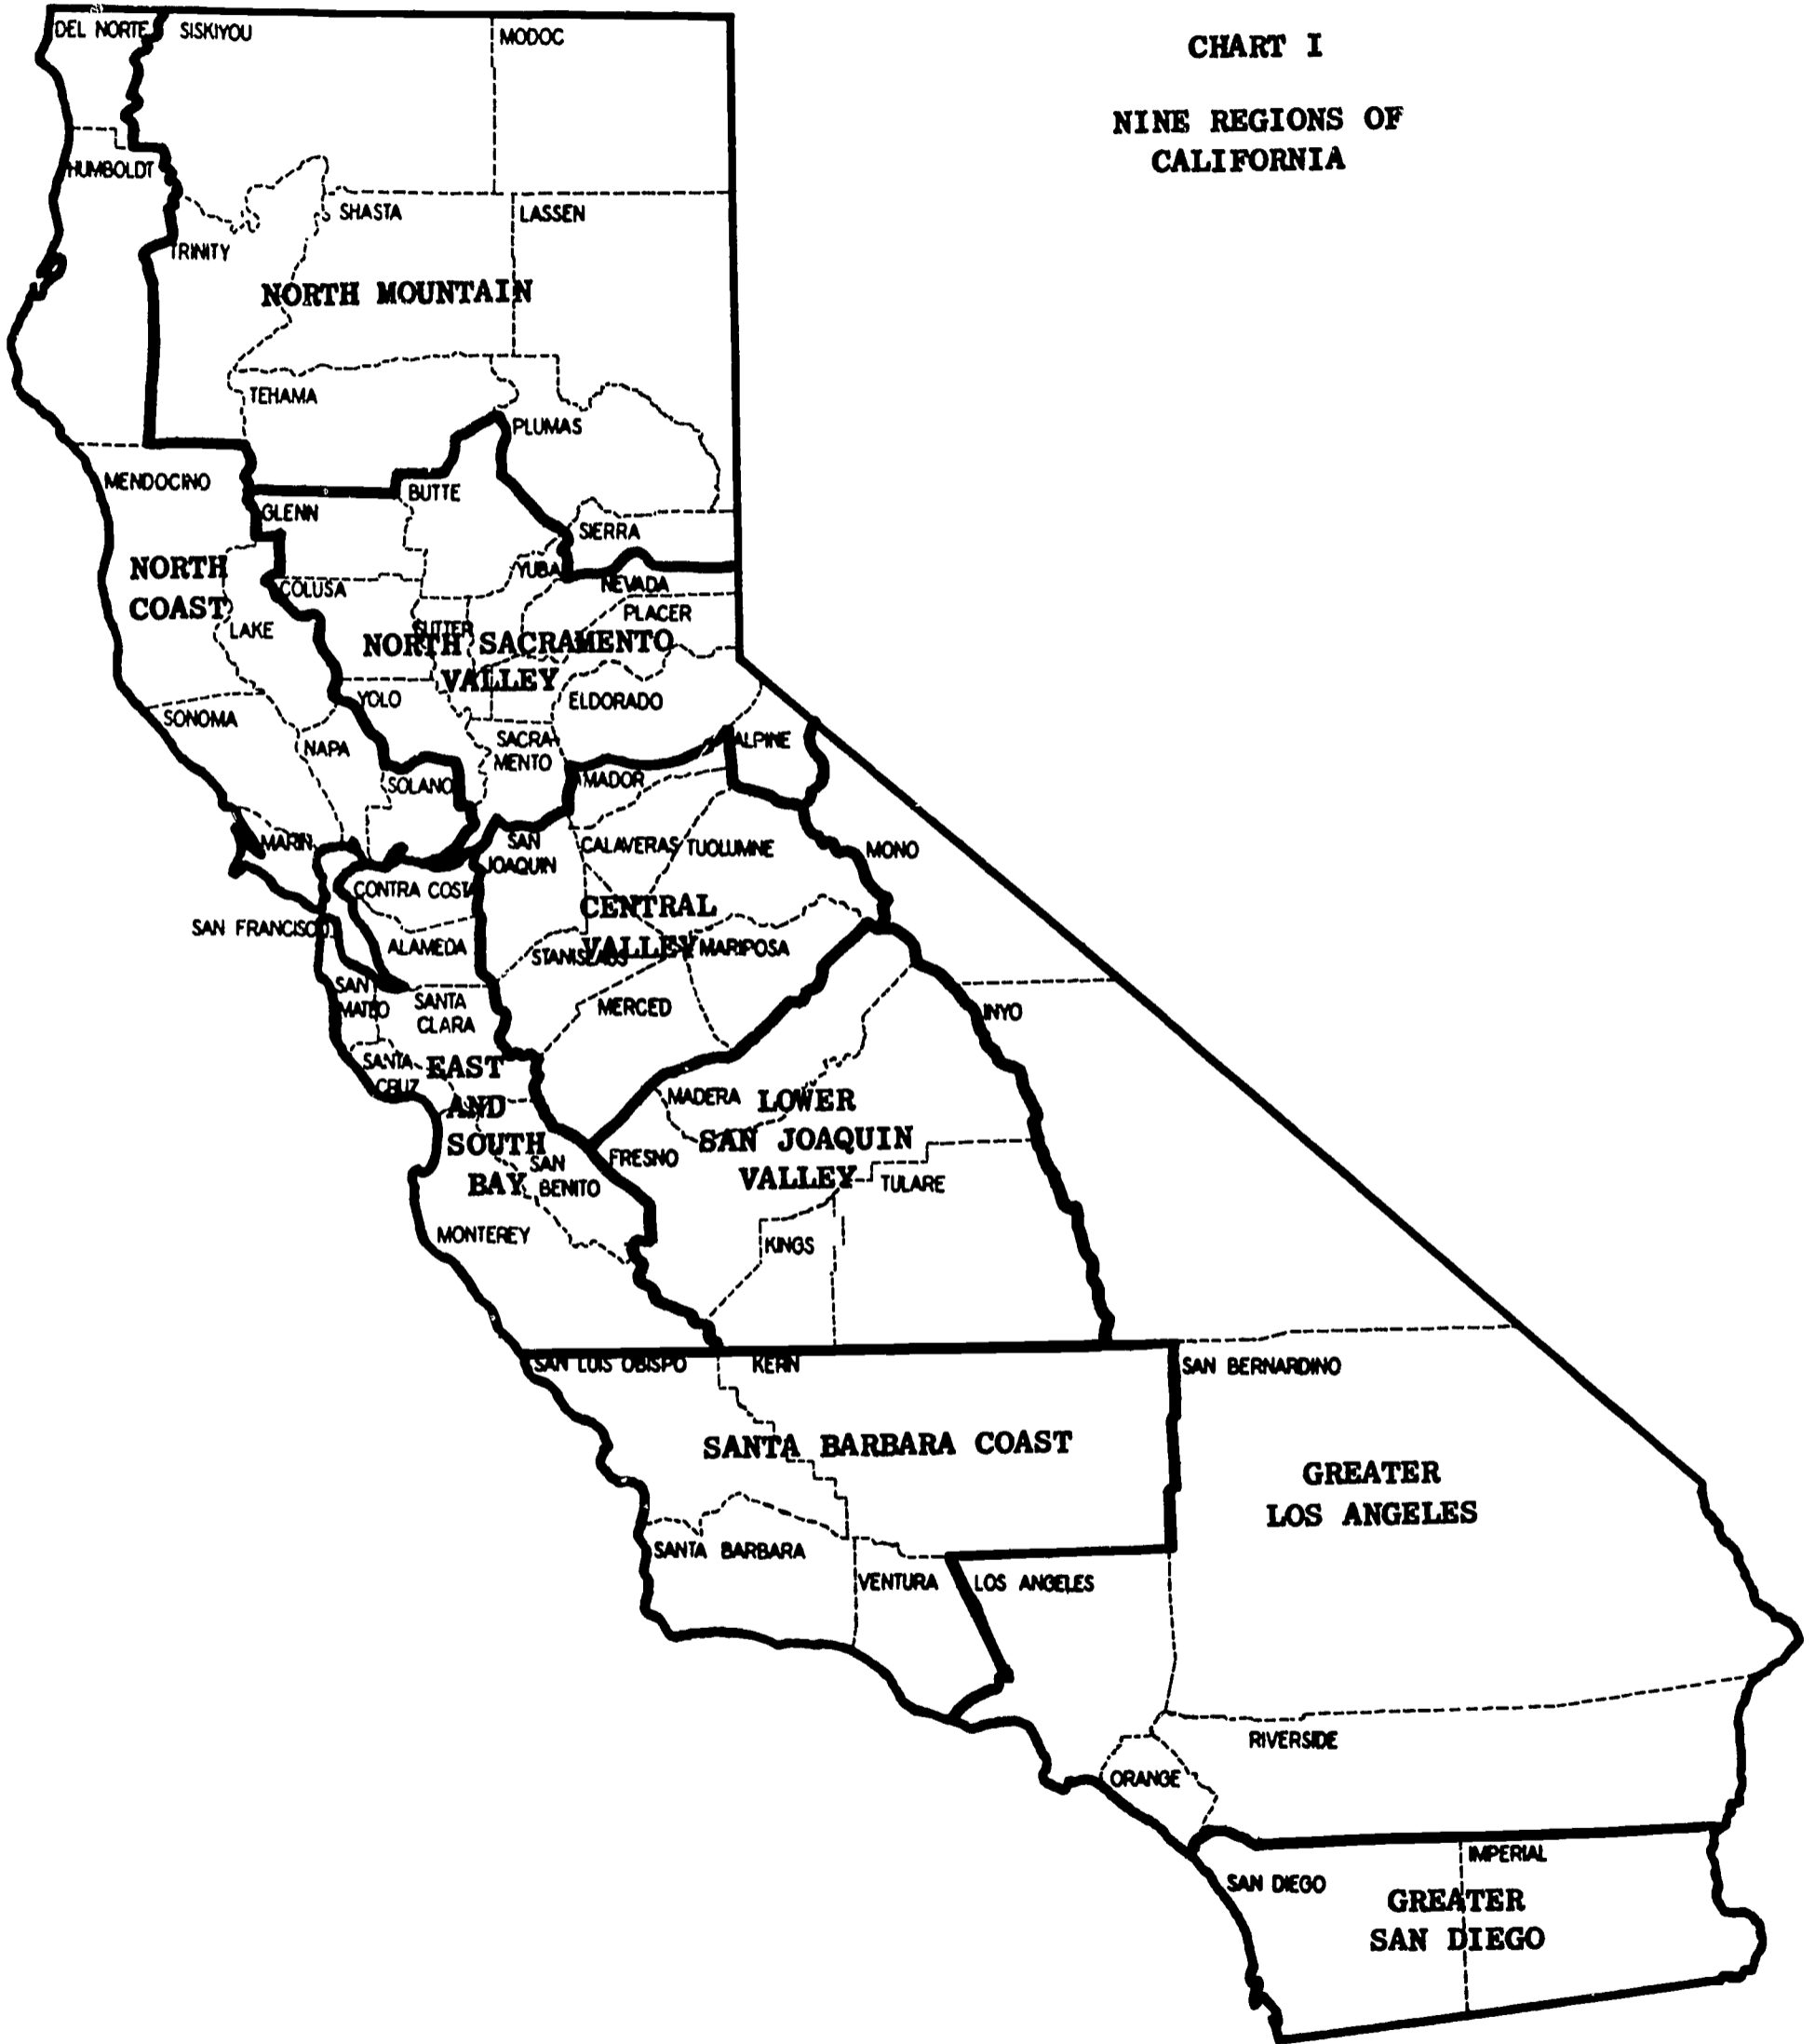 CHART I
NINE REGIONS OF
CALIFORNIA
DEL NORTE
SISKIYOU
MODOC
HUMBOLDT
SHASTA
LASSEN
TRINITY
NORTH MOUNTAIN
TEHAMA
PLUMAS
MENDOCINO
BUTTE
GLENN
SIERRA
NORTH
COAST
YUBA
NEVADA
COLUSA
PLACER
LAKE
SUTTER
NORTH SACRAMENTO
VALLEY
YOLO
ELDORADO
SONOMA
NAPA
SACRA-
MENTO
ALPINE
SOLANO
MADOR
MARIN
SAN
JOAQUIN
CALAVERAS
TUOLUMNE
MONO
CONTRA COSTA
CENTRAL
VALLEY
SAN FRANCISCO
ALAMEDA
STANISLAUS
MARIPOSA
SAN
MATEO
SANTA
CLARA
MERCED
INYO
SANTA
CRUZ
EAST
AND
SOUTH
BAY
MADERA
LOWER
SAN JOAQUIN
VALLEY
SAN
BENITO
FRESNO
TULARE
MONTEREY
KINGS
SAN LUIS OBISPO
KERN
SAN BERNARDINO
SANTA BARBARA COAST
GREATER
LOS ANGELES
SANTA BARBARA
VENTURA
LOS ANGELES
RIVERSIDE
ORANGE
IMPERIAL
SAN DIEGO
GREATER
SAN DIEGO